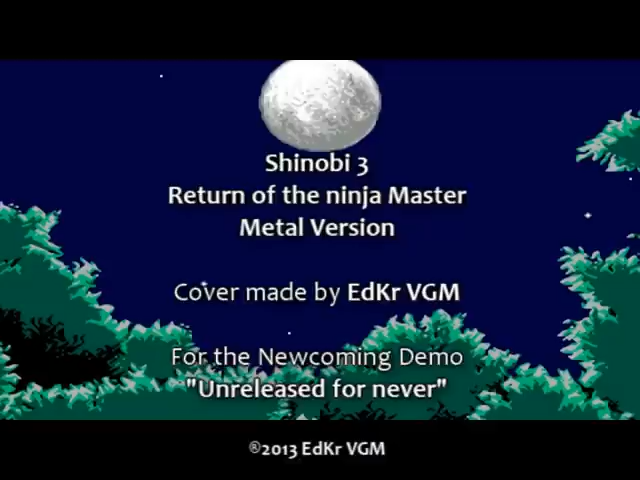 Shinobi 3
Return of the ninja Master
Metal Version
Cover made by EdKr VGM
For the Newcoming Demo
"Unreleased for never"
®2013 EdKr VGM